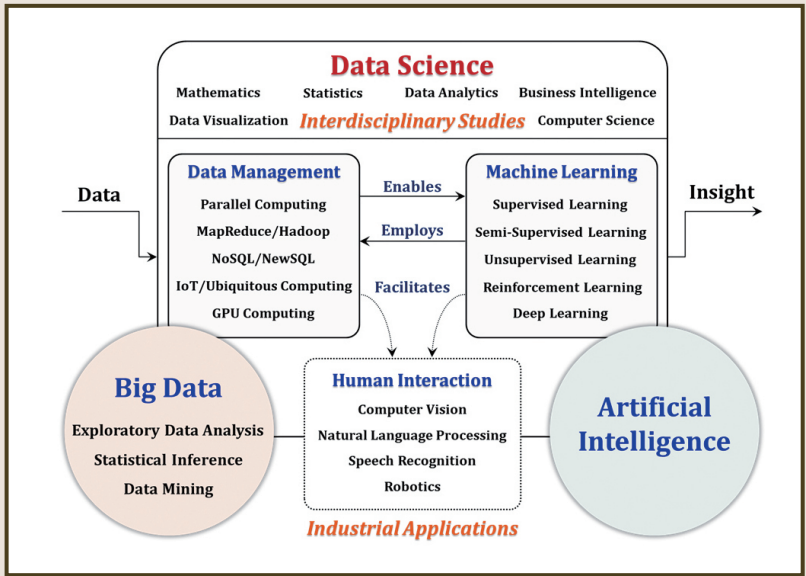 Data Science
Mathematics Statistics Data Analytics Business Intelligence
Data Visualization Interdisciplinary Studies Computer Science
Data
Data Management
Parallel Computing
MapReduce/Hadoop
NoSQL/NewSQL
IoT/Ubiquitous Computing
GPU Computing
Enables
Employs
Facilitates
Machine Learning
Supervised Learning
Semi-Supervised Learning
Unsupervised Learning
Reinforcement Learning
Deep Learning
Insight
Big Data
Exploratory Data Analysis
Statistical Inference
Data Mining
Human Interaction
Computer Vision
Natural Language Processing
Speech Recognition
Robotics
Industrial Applications
Artificial
Intelligence